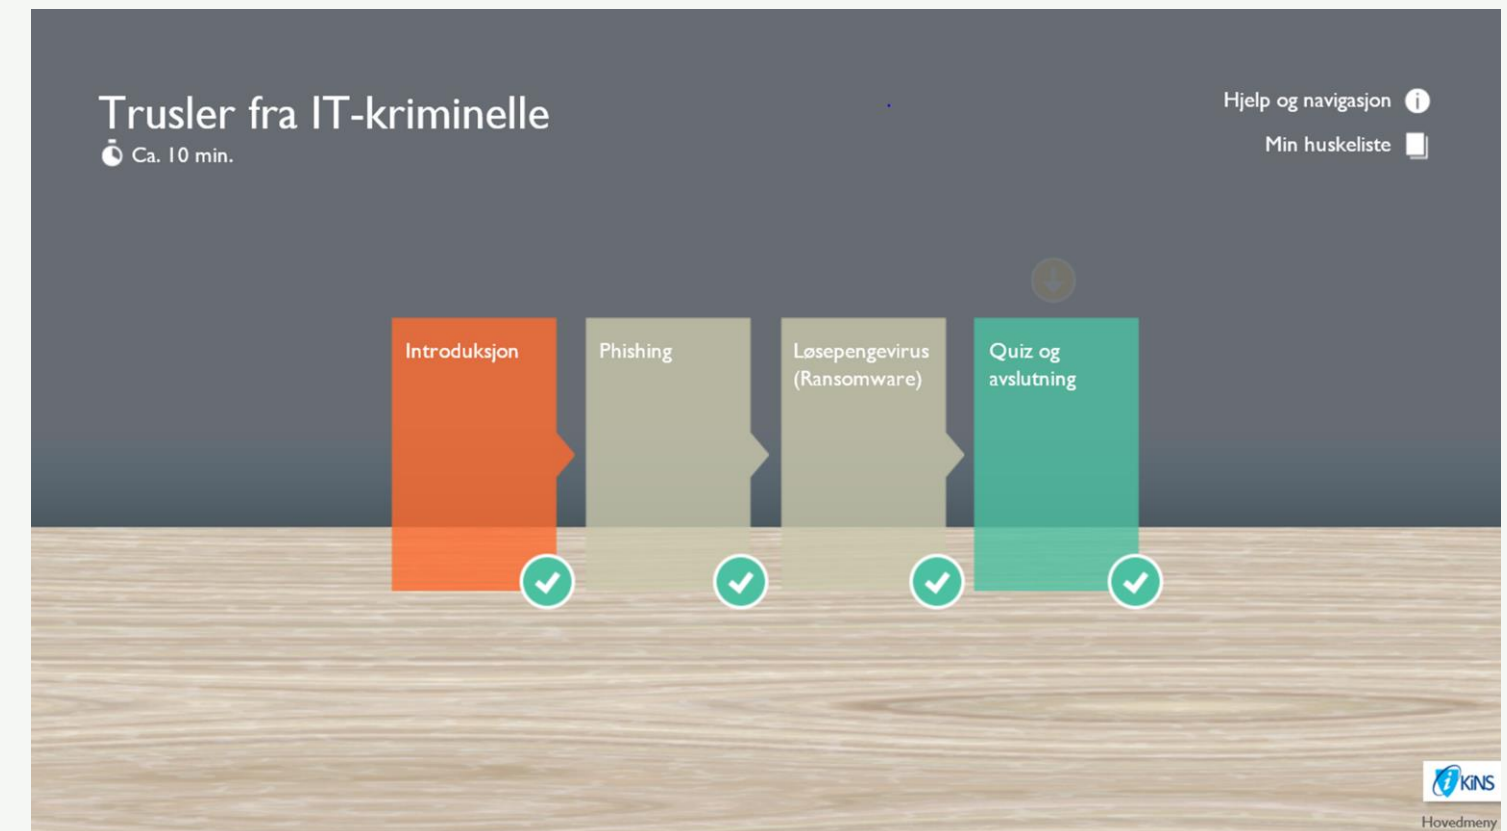 Trusler fra IT-kriminelle
Ca. 10 min.
Hjelp og navigasjon
Min huskeliste
Introduksjon
Phishing
Løsepengevirus
(Ransomware)
Quiz og
avslutning
KiNS
Hovedmeny